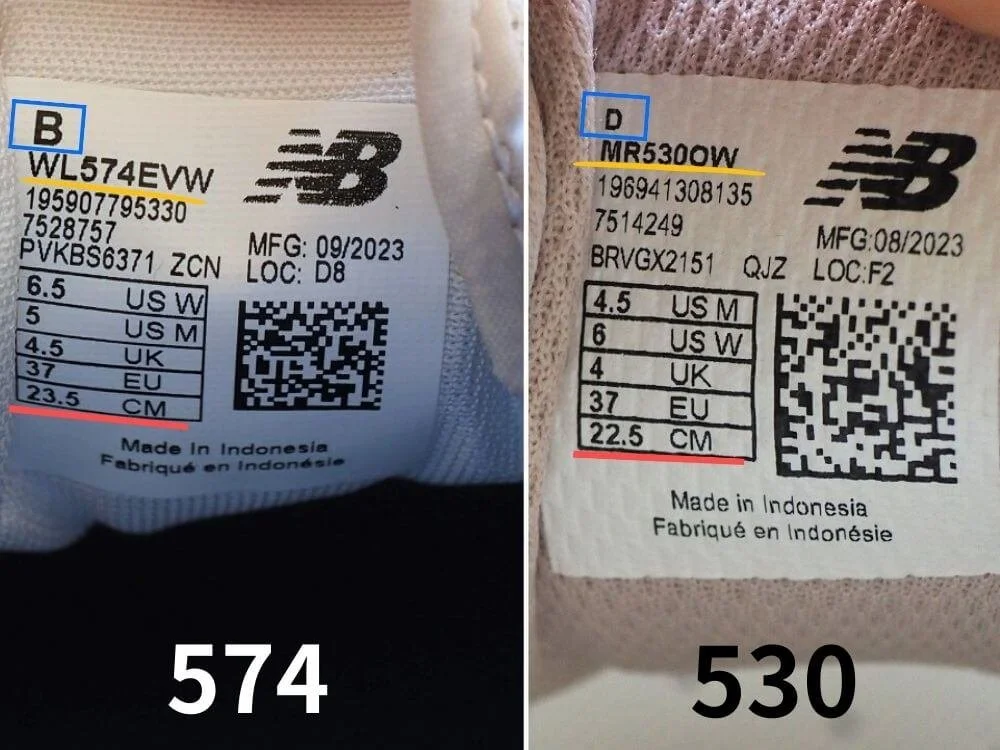 B
WL574EVW
195907795330
7528757
PVKBS6371 ZCN
NB
MFG: 09/2023
LOC: D8
6.5 US W
5 US M
4.5 UK
37 EU
23.5 CM
Made in Indonesia
Fabriqué en Indonésie
574
D
MR530OW
196941308135
7514249
BRVGX2151 QJZ
NB
MFG:08/2023
LOC:F2
4.5 US M
6 US W
4 UK
37 EU
22.5 CM
Made in Indonesia
Fabriqué en Indonésie
530